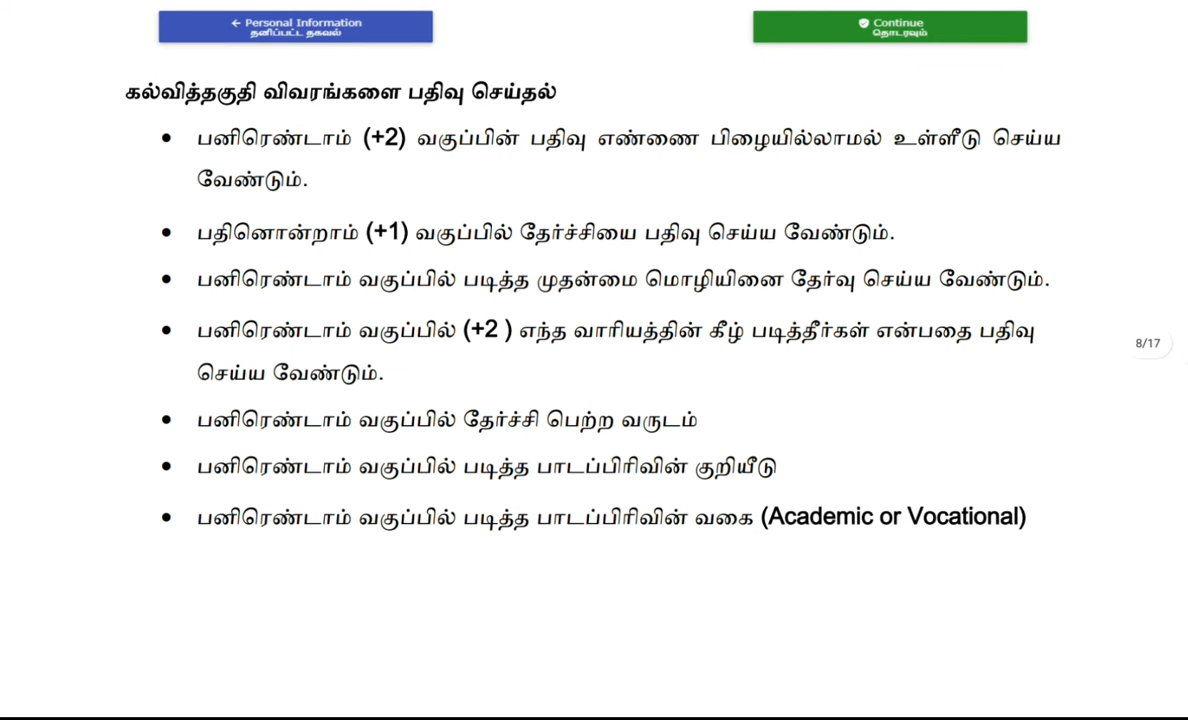 ← Personal Information
தனிப்பட்ட தகவல்
Continue
தொடரவும்
கல்வித்தகுதி விவரங்களை பதிவு செய்தல்
• பனிரெண்டாம் (+2) வகுப்பின் பதிவு எண்ணை பிழையில்லாமல் உள்ளீடு செய்ய
வேண்டும்.
• பதினொன்றாம் (+1) வகுப்பில் தேர்ச்சியை பதிவு செய்ய வேண்டும்.
• பனிரெண்டாம் வகுப்பில் படித்த முதன்மை மொழியினை தேர்வு செய்ய வேண்டும்.
• பனிரெண்டாம் வகுப்பில் (+2 ) எந்த வாரியத்தின் கீழ் படித்தீர்கள் என்பதை பதிவு
செய்ய வேண்டும்.
8/17
• பனிரெண்டாம் வகுப்பில் தேர்ச்சி பெற்ற வருடம்
• பனிரெண்டாம் வகுப்பில் படித்த பாடப்பிரிவின் குறியீடு
• பனிரெண்டாம் வகுப்பில் படித்த பாடப்பிரிவின் வகை (Academic or Vocational)